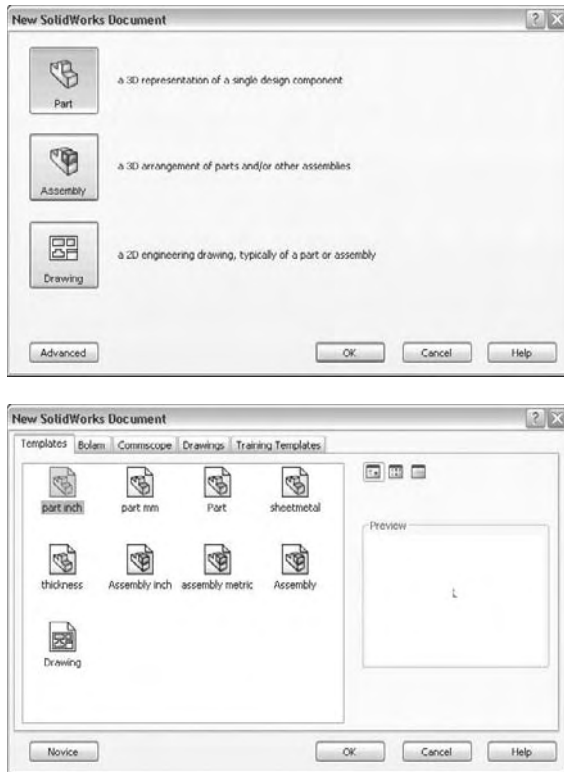 New SolidWorks Document
Part
a 3D representation of a single design component
Assembly
a 3D arrangement of parts and/or other assemblies
Drawing
a 2D engineering drawing, typically of a part or assembly
Advanced OK Cancel Help
New SolidWorks Document
Templates Bolam Commscope Drawings Training Templates
part inch part mm Part sheetmetal
Preview
thickness Assembly inch assembly metric Assembly
Drawing
Novice OK Cancel Help